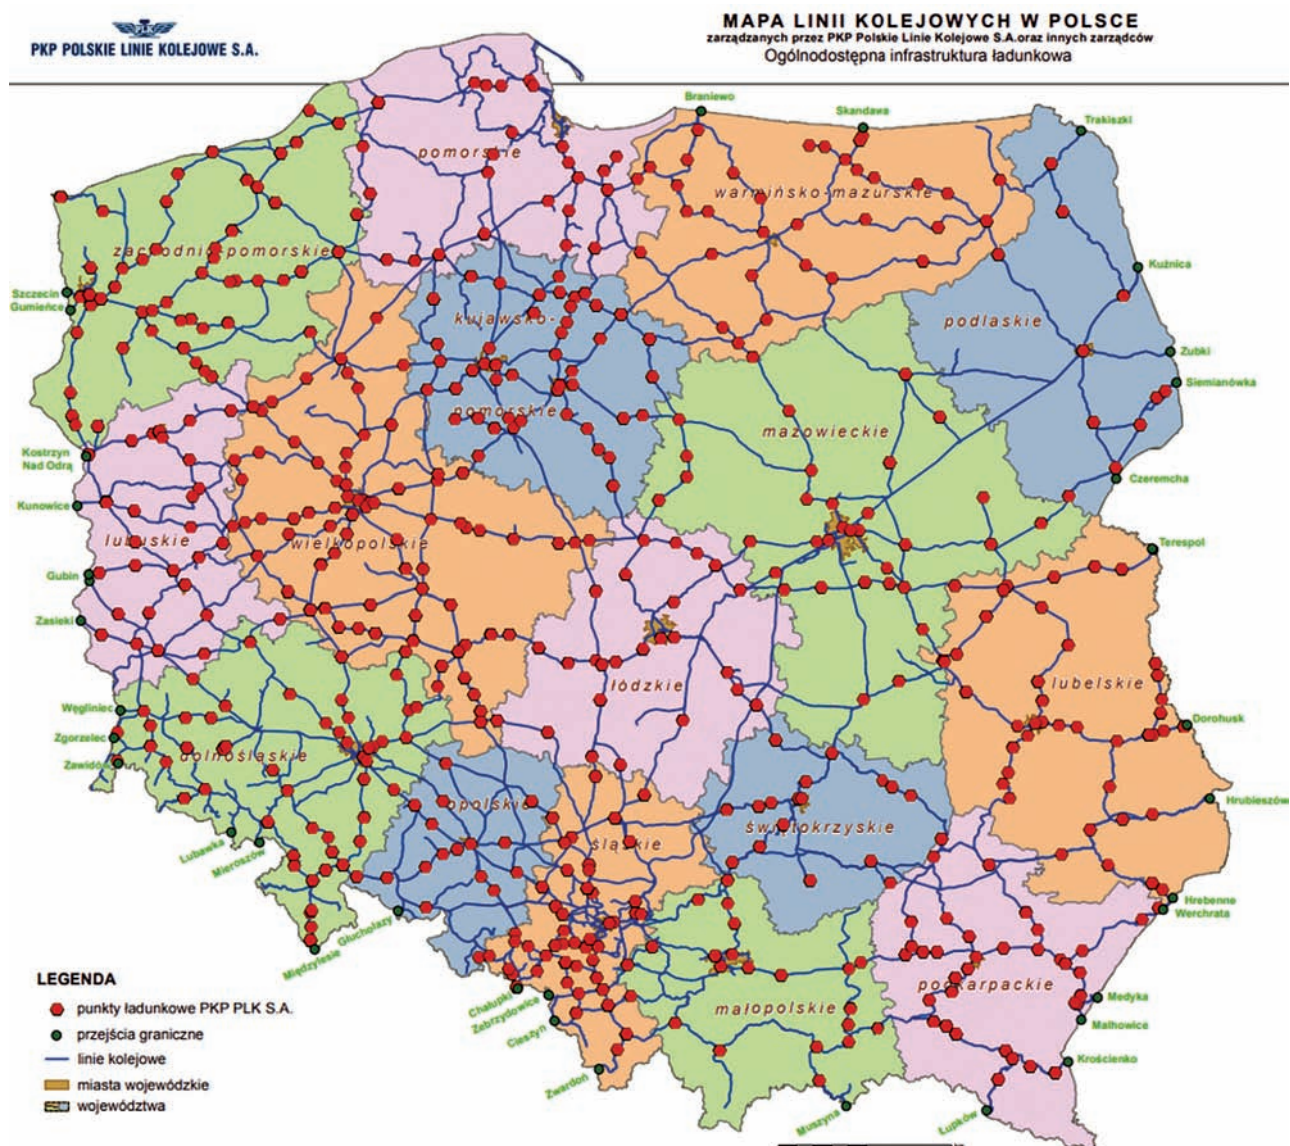 PLK
PKP POLSKIE LINIE KOLEJOWE S.A.
MAPA LINII KOLEJOWYCH W POLSCE
zarządzanych przez PKP Polskie Linie Kolejowe S.A.oraz innych zarządców
Ogólnodostępna infrastruktura ładunkowa
Braniewo
Skandawa
Trakiszki
pomorskie
warmińsko-mazurskie
zachodnio-pomorskie
Kuźnica
Szczecin
Gumieńce
kujawsko-
pomorskie
podlaskie
Zubki
Siemianówka
mazowieckie
Kostrzyn
Nad Odrą
Czeremcha
Kunowice
lubuskie
wielkopolskie
Terespol
Gubin
Zasieki
łódzkie
lubelskie
Węgliniec
Zgorzelec
Zawidów
Dorohusk
dolnośląskie
opolskie
śląskie
świętokrzyskie
Hrubieszów
Lubawka
Mieroszów
Głuchołazy
Międzylesie
Hrebenne
Werchrata
podkarpackie
małopolskie
Chałupki
Zebrzydowice
Cieszyn
Medyka
Malhowice
Krościenko
Zwardoń
Muszyna
Łupków
LEGENDA
punkty ładunkowe PKP PLK S.A.
przejścia graniczne
linie kolejowe
miasta wojewódzkie
województwa